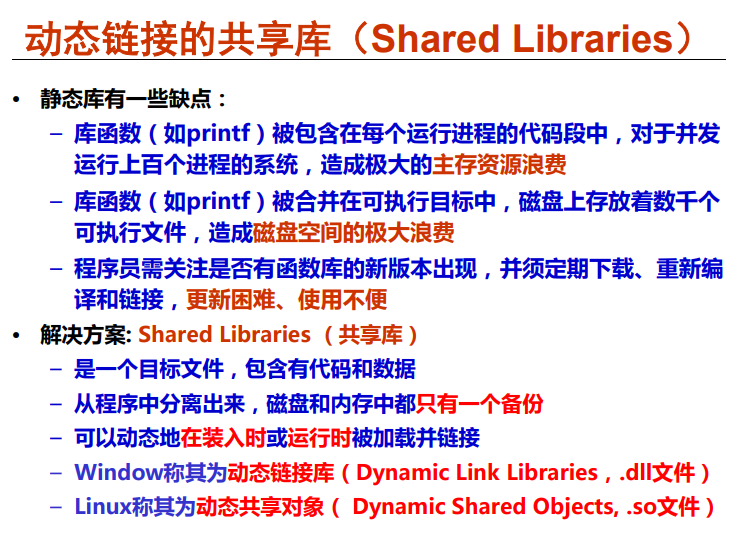 动态链接的共享库（Shared Libraries）
• 静态库有一些缺点：
– 库函数（如printf）被包含在每个运行进程的代码段中，对于并发
运行上百个进程的系统，造成极大的主存资源浪费
– 库函数（如printf）被合并在可执行目标中，磁盘上存放着数千个
可执行文件，造成磁盘空间的极大浪费
– 程序员需关注是否有函数库的新版本出现，并须定期下载、重新编
译和链接，更新困难、使用不便
• 解决方案: Shared Libraries （共享库）
– 是一个目标文件，包含有代码和数据
– 从程序中分离出来，磁盘和内存中都只有一个备份
– 可以动态地在装入时或运行时被加载并链接
– Window称其为动态链接库（Dynamic Link Libraries，.dll文件）
– Linux称其为动态共享对象（ Dynamic Shared Objects, .so文件）